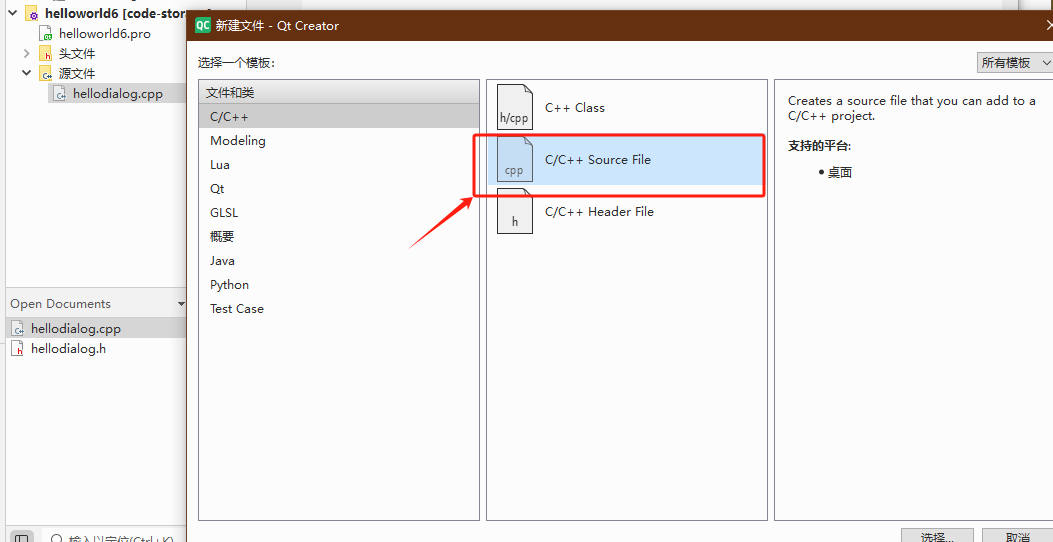 helloworld6 [code-stor
helloworld6.pro
头文件
源文件
hellodialog.cpp
Open Documents
hellodialog.cpp
hellodialog.h
输入以定位(Ctrl+K)
QC 新建文件 - Qt Creator
选择一个模板：
所有模板
文件和类
C/C++
Modeling
Lua
Qt
GLSL
概要
Java
Python
Test Case
h/cpp
C++ Class
cpp
C/C++ Source File
h
C/C++ Header File
Creates a source file that you can add to a
C/C++ project.
支持的平台:
• 桌面
选择...
取消